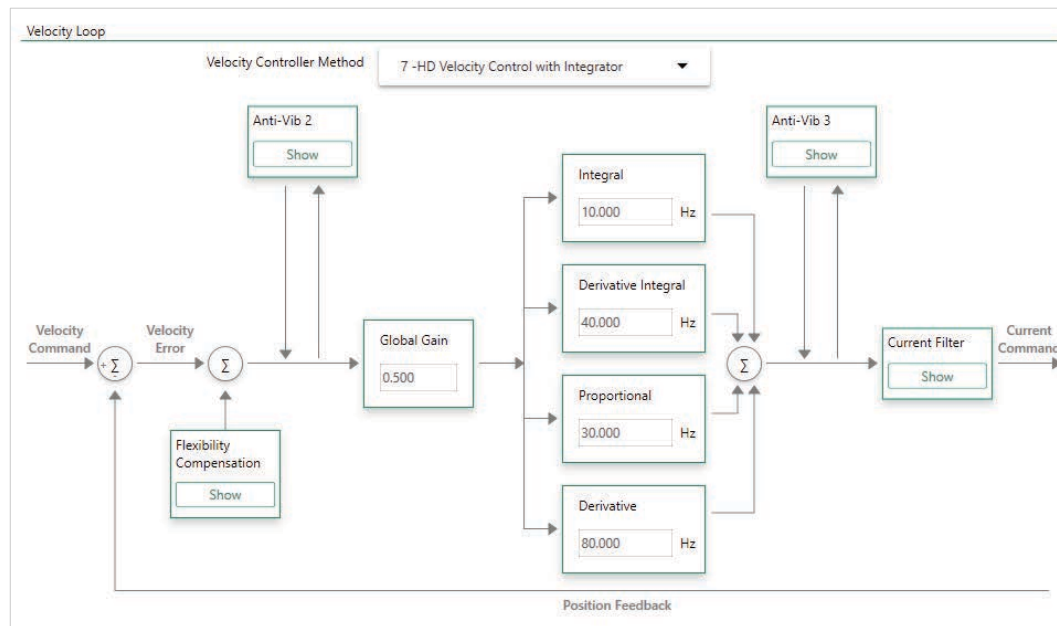 Velocity Loop
Velocity Controller Method
7 -HD Velocity Control with Integrator
Anti-Vib 2
Show
Anti-Vib 3
Show
Integral
10.000 Hz
Derivative Integral
40.000 Hz
Velocity
Command
Velocity
Error
+ Σ
-
Σ
Global Gain
0.500
Σ
Current Filter
Show
Current
Command
Proportional
30.000 Hz
Flexibility
Compensation
Show
Derivative
80.000 Hz
Position Feedback